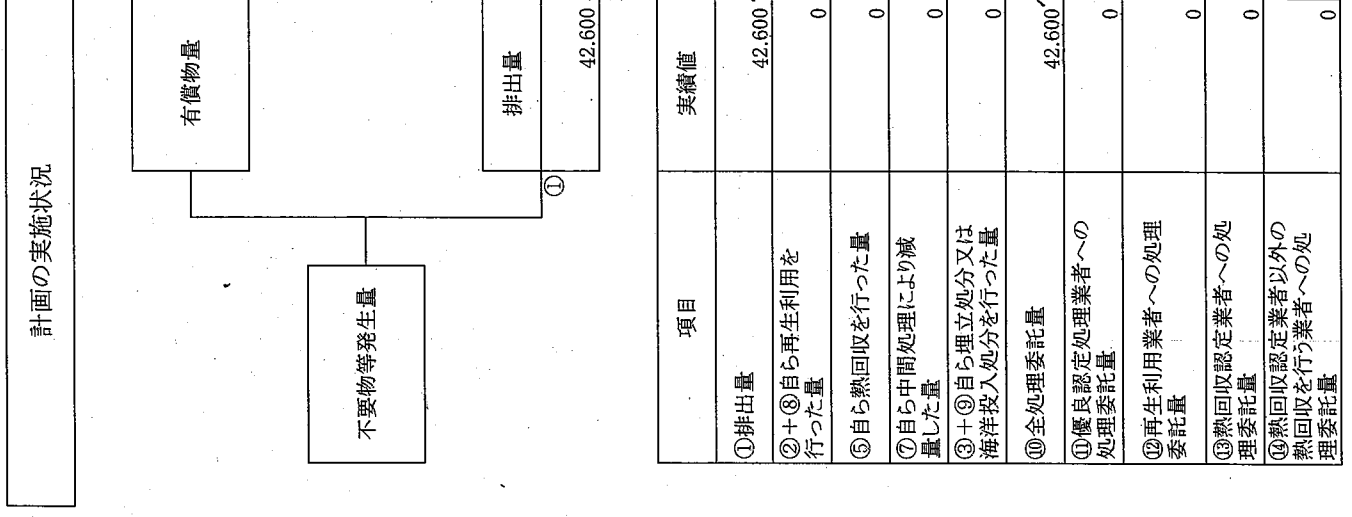 計画の実施状況
有償物量
不要物等発生量
排出量
①
42.600
項目
実績値
①排出量
42.600
②+⑧自ら再生利用を
行った量
0
⑤自ら熱回収を行った量
0
⑦自ら中間処理により減
量した量
0
③+⑨自ら埋立処分又は
海洋投入処分を行った量
0
⑩全処理委託量
42.600
⑪優良認定処理業者への
処理委託量
0
⑫再生利用業者への処理
委託量
0
⑬熱回収認定業者への処
理委託量
0
⑭熱回収認定業者以外の
熱回収を行う業者への処
理委託量
0